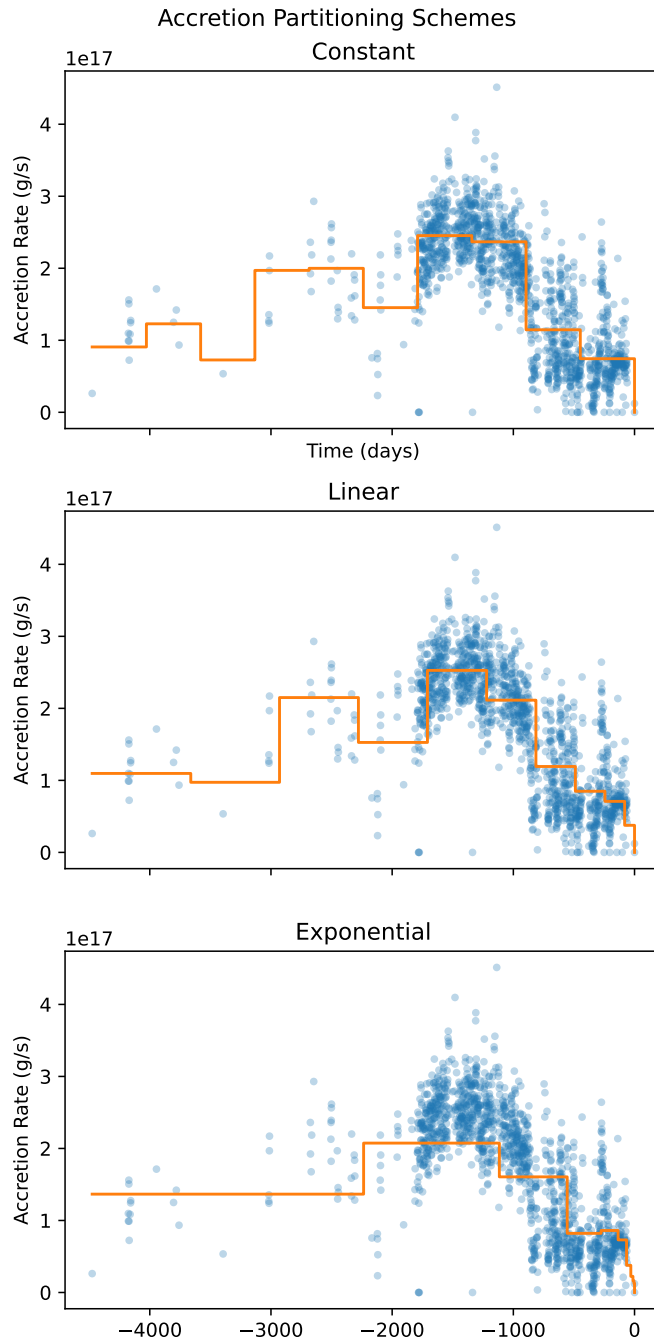 Accretion Partitioning Schemes
Constant
1e17
4
3
2
1
0
Accretion Rate (g/s)
Time (days)
Linear
1e17
4
3
2
1
0
Accretion Rate (g/s)
Exponential
1e17
4
3
2
1
0
Accretion Rate (g/s)
−4000 −3000 −2000 −1000 0